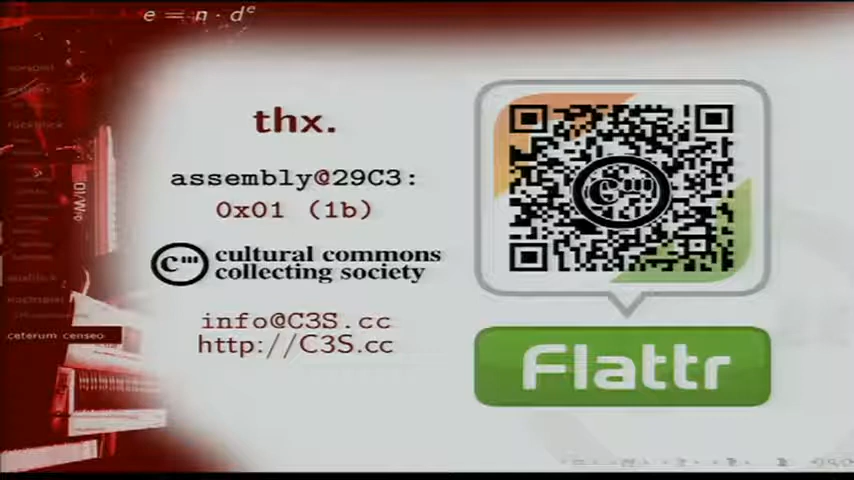 e = n · d^e
thx.
assembly@29C3:
0x01 (1b)
c'''
cultural commons
collecting society
info@C3S.cc
http://C3S.cc
ceterum censeo
c'''
Flattr